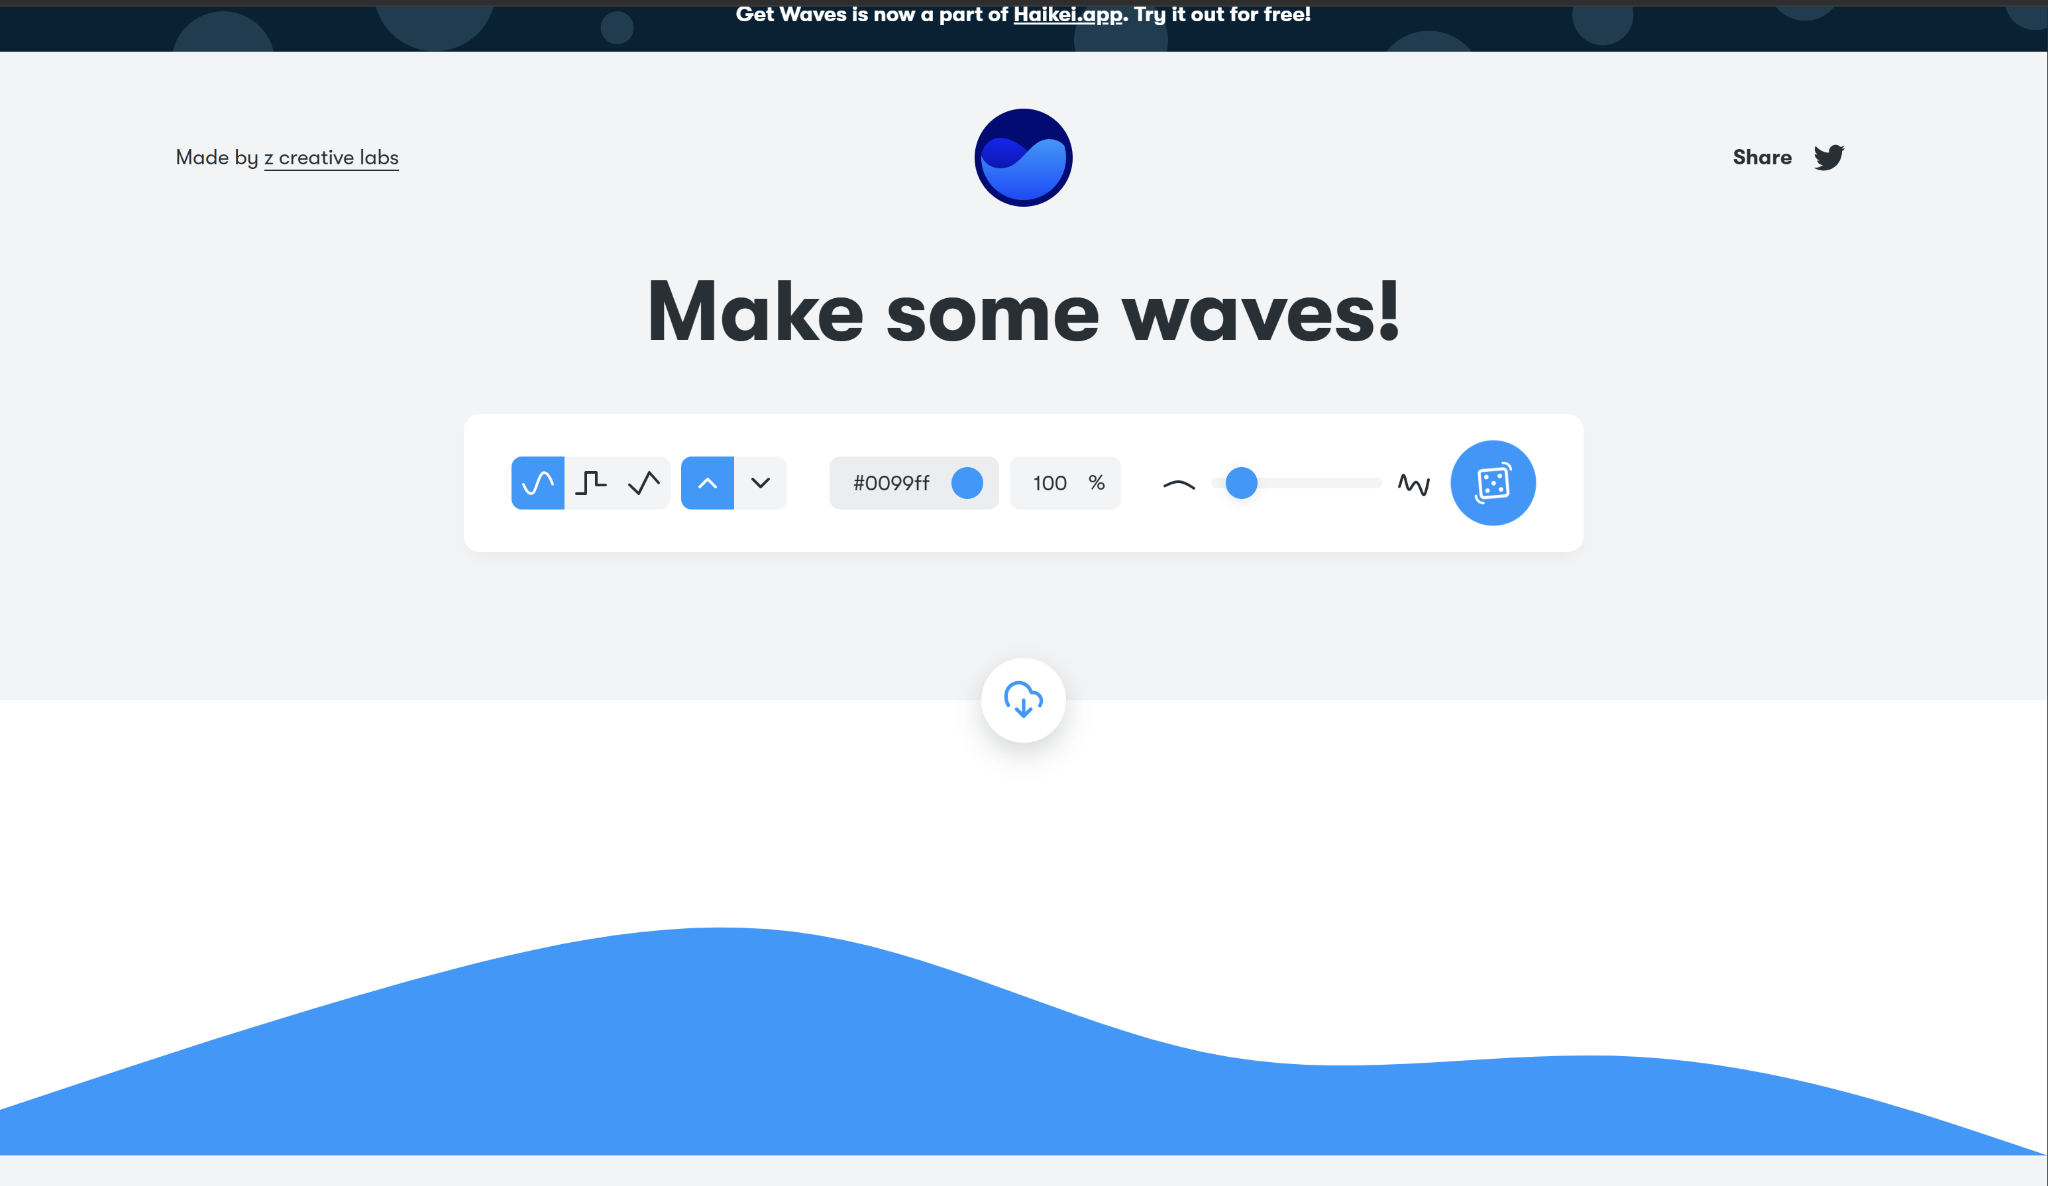 Get Waves is now a part of Haikei.app. Try it out for free!
Made by z creative labs
Share
Make some waves!
#0099ff
100 %